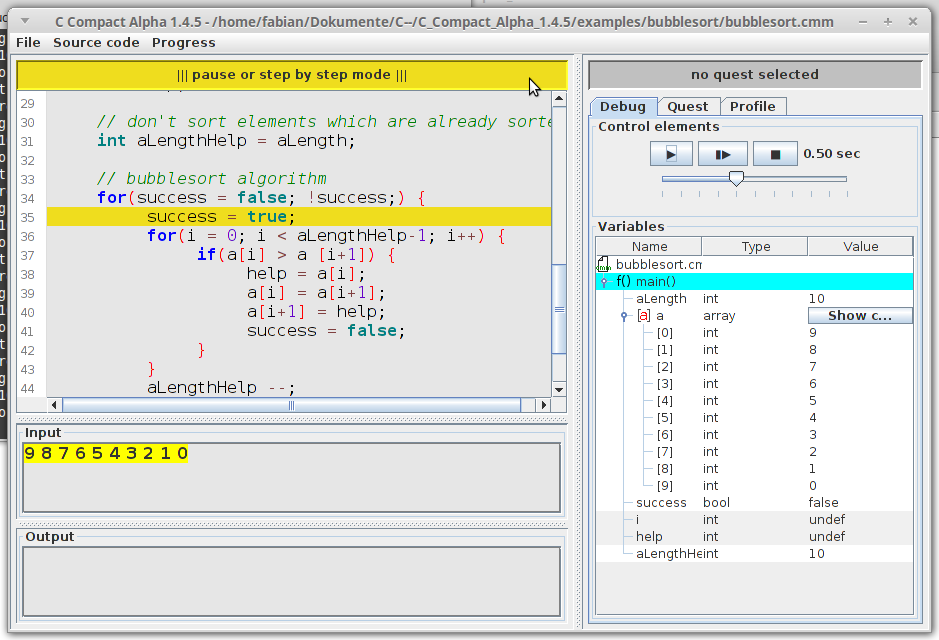 C Compact Alpha 1.4.5 - /home/fabian/Dokumente/C--/C_Compact_Alpha_1.4.5/examples/bubblesort/bubblesort.cmm
File Source code Progress
||| pause or step by step mode |||
29
30 // don't sort elements which are already sorte
31 int aLengthHelp = aLength;
32
33 // bubblesort algorithm
34 for(success = false; !success;) {
35 success = true;
36 for(i = 0; i < aLengthHelp-1; i++) {
37 if(a[i] > a [i+1]) {
38 help = a[i];
39 a[i] = a[i+1];
40 a[i+1] = help;
41 success = false;
42 }
43 }
44 aLengthHelp --;
Input
9 8 7 6 5 4 3 2 1 0
Output
no quest selected
Debug Quest Profile
Control elements
0.50 sec
Variables
Name Type Value
bubblesort.cm
f() main()
aLength int 10
[a] a array Show c...
[0] int 9
[1] int 8
[2] int 7
[3] int 6
[4] int 5
[5] int 4
[6] int 3
[7] int 2
[8] int 1
[9] int 0
success bool false
i int undef
help int undef
aLengthHe int 10